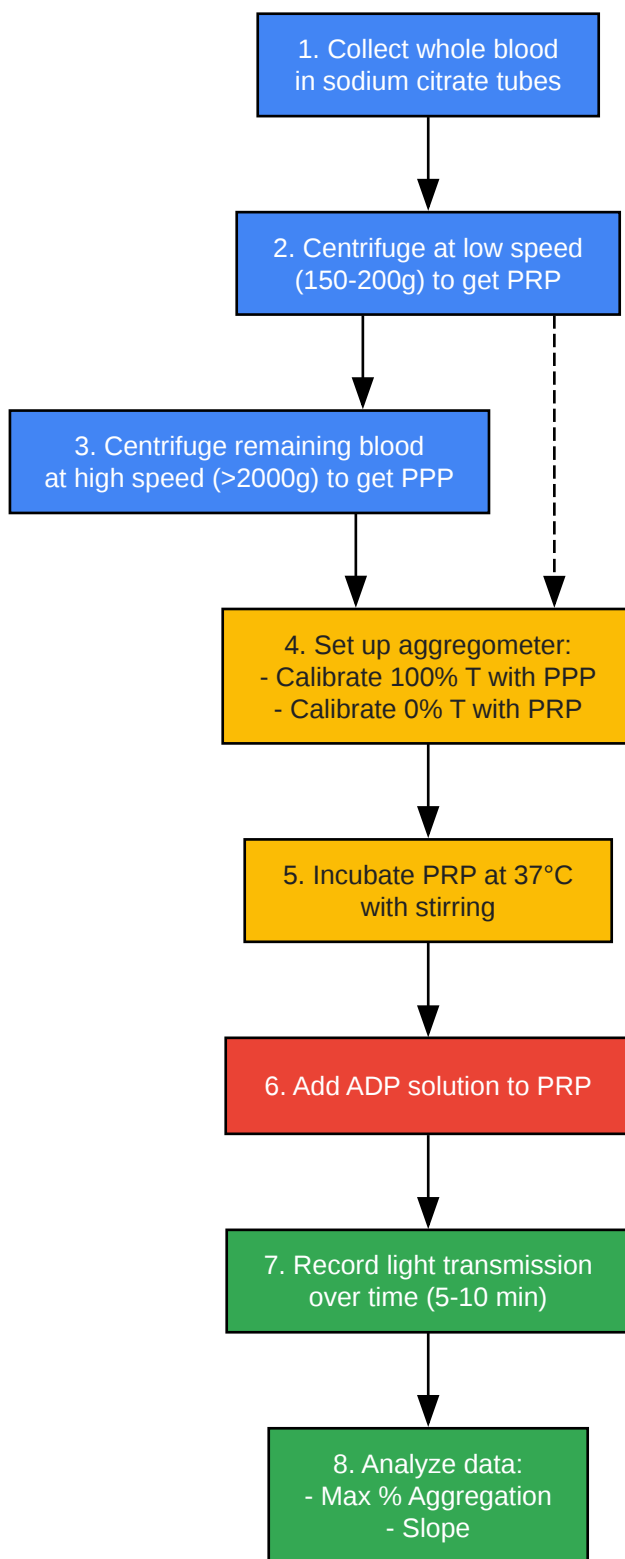 1. Collect whole blood
in sodium citrate tubes
2. Centrifuge at low speed
(150-200g) to get PRP
3. Centrifuge remaining blood
at high speed (>2000g) to get PPP
4. Set up aggregometer:
- Calibrate 100% T with PPP
- Calibrate 0% T with PRP
5. Incubate PRP at 37°C
with stirring
6. Add ADP solution to PRP
7. Record light transmission
over time (5-10 min)
8. Analyze data:
- Max % Aggregation
- Slope